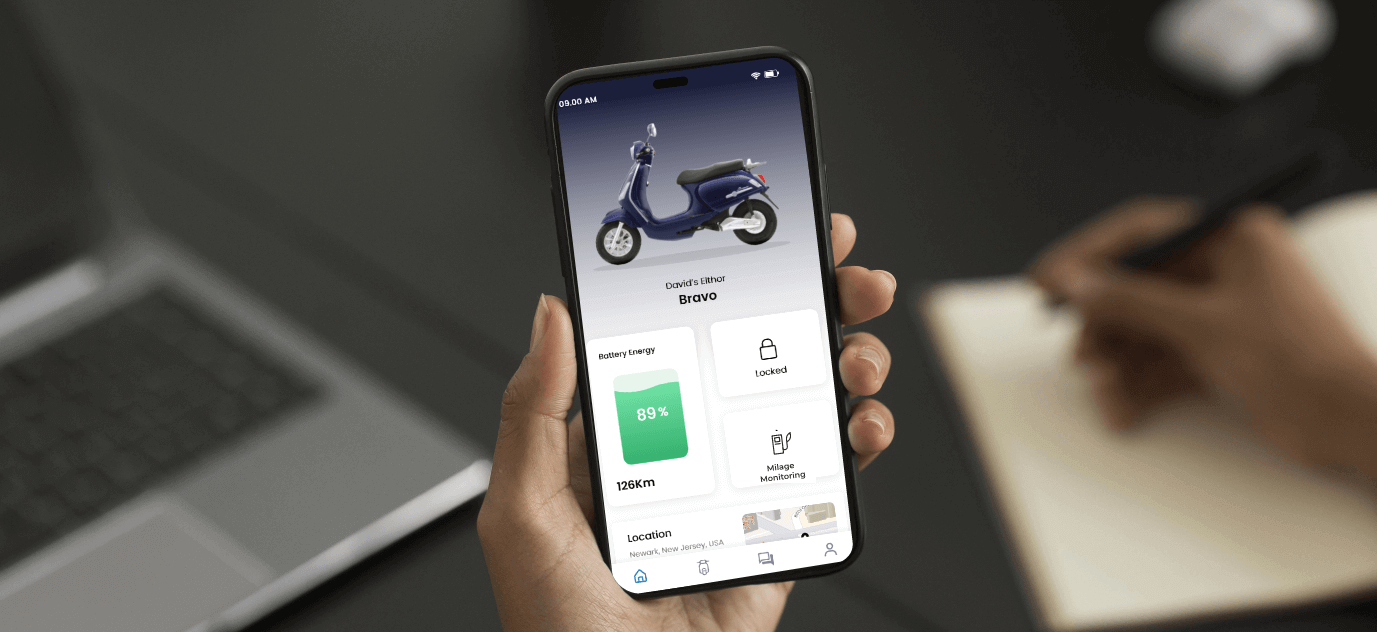 09.00 AM
David's Elthor
Bravo
Battery Energy
89%
126Km
Locked
Milage
Monitoring
Location
Newark, New Jersey, USA